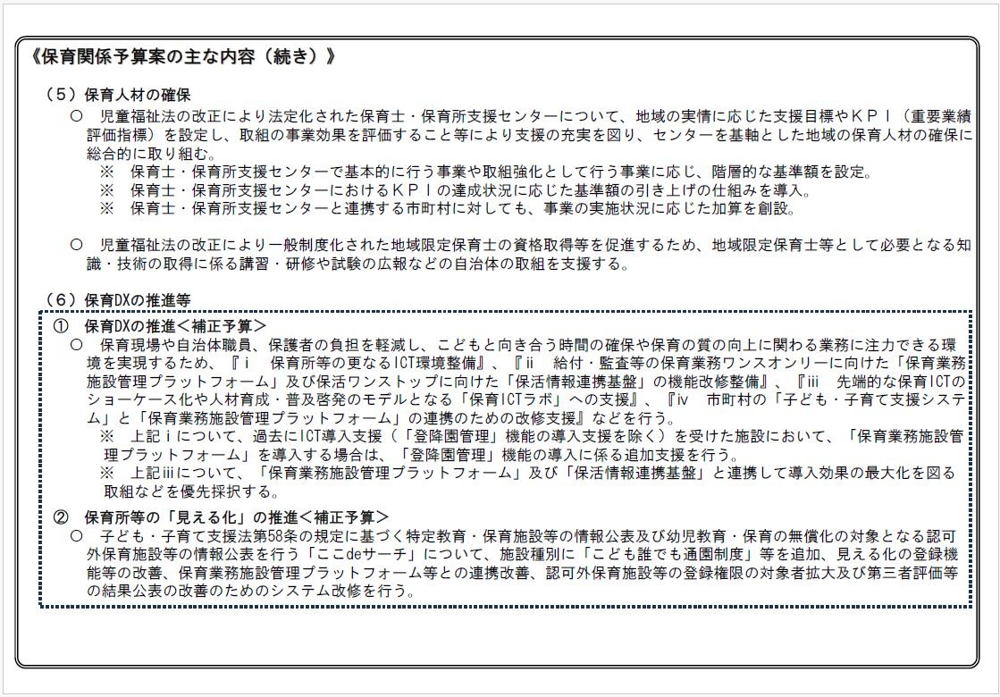 《保育関係予算案の主な内容（続き）》
（５）保育人材の確保
○　児童福祉法の改正により法定化された保育士・保育所支援センターについて、地域の実情に応じた支援目標やＫＰＩ（重要業績
評価指標）を設定し、取組の事業効果を評価すること等により支援の充実を図り、センターを基軸とした地域の保育人材の確保に
総合的に取り組む。
※　保育士・保育所支援センターで基本的に行う事業や取組強化として行う事業に応じ、階層的な基準額を設定。
※　保育士・保育所支援センターにおけるＫＰＩの達成状況に応じた基準額の引き上げの仕組みを導入。
※　保育士・保育所支援センターと連携する市町村に対しても、事業の実施状況に応じた加算を創設。
○　児童福祉法の改正により一般制度化された地域限定保育士の資格取得等を促進するため、地域限定保育士等として必要となる知
識・技術の取得に係る講習・研修や試験の広報などの自治体の取組を支援する。
（６）保育DXの推進等
①　保育DXの推進＜補正予算＞
○　保育現場や自治体職員、保護者の負担を軽減し、こどもと向き合う時間の確保や保育の質の向上に関わる業務に注力できる環
境を実現するため、『ⅰ　保育所等の更なるICT環境整備』、『ⅱ　給付・監査等の保育業務ワンスオンリーに向けた「保育業務
施設管理プラットフォーム」及び保活ワンストップに向けた「保活情報連携基盤」の機能改修整備』、『ⅲ　先端的な保育ICTの
ショーケース化や人材育成・普及啓発のモデルとなる「保育ICTラボ」への支援』、『ⅳ　市町村の「子ども・子育て支援システ
ム」と「保育業務施設管理プラットフォーム」の連携のための改修支援』などを行う。
※　上記ⅰについて、過去にICT導入支援（「登降園管理」機能の導入支援を除く）を受けた施設において、「保育業務施設管
理プラットフォーム」を導入する場合は、「登降園管理」機能の導入に係る追加支援を行う。
※　上記ⅲについて、「保育業務施設管理プラットフォーム」及び「保活情報連携基盤」と連携して導入効果の最大化を図る
取組などを優先採択する。
②　保育所等の「見える化」の推進＜補正予算＞
○　子ども・子育て支援法第58条の規定に基づく特定教育・保育施設等の情報公表及び幼児教育・保育の無償化の対象となる認可
外保育施設等の情報公表を行う「ここdeサーチ」について、施設種別に「こども誰でも通園制度」等を追加、見える化の登録機
能等の改善、保育業務施設管理プラットフォーム等との連携改善、認可外保育施設等の登録権限の対象者拡大及び第三者評価等
の結果公表の改善のためのシステム改修を行う。